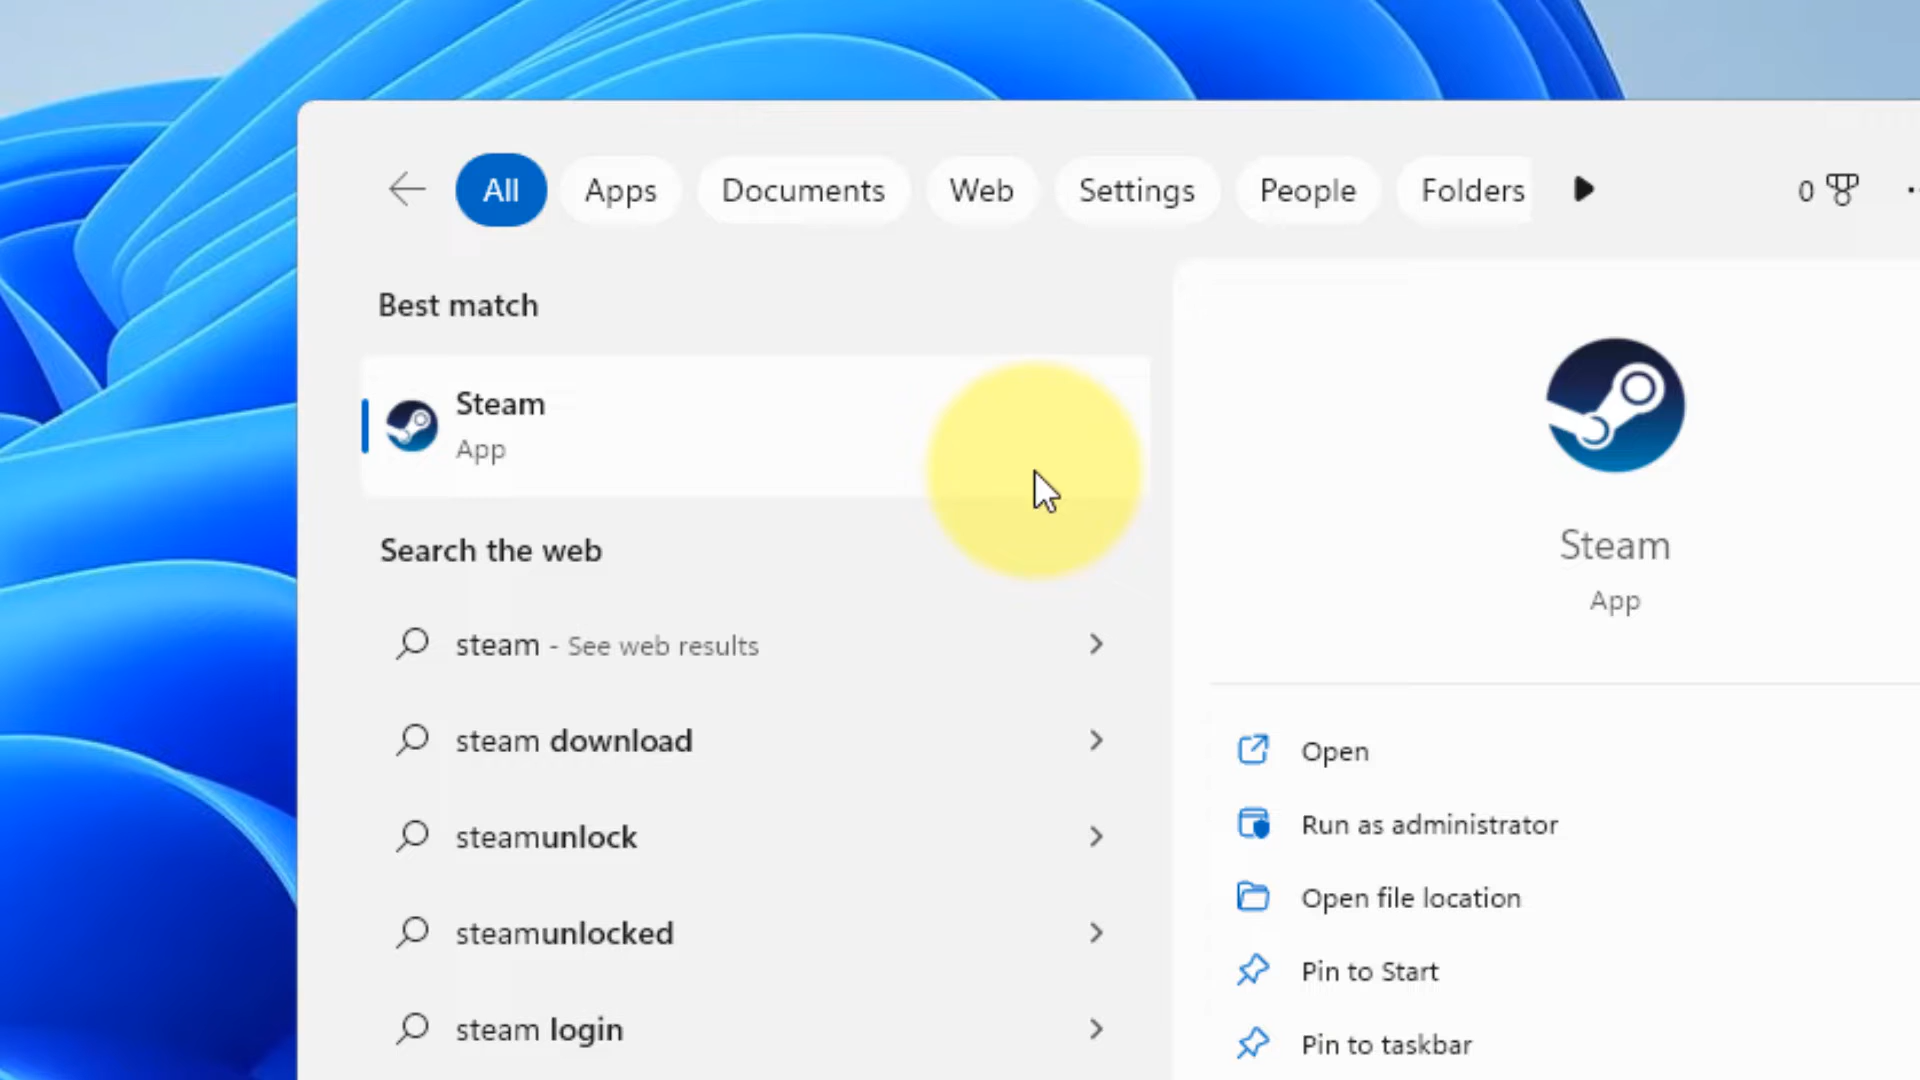 All
Apps
Documents
Web
Settings
People
Folders
0
Best match
Steam
App
Search the web
steam - See web results
steam download
steamunlock
steamunlocked
steam login
Steam
App
Open
Run as administrator
Open file location
Pin to Start
Pin to taskbar